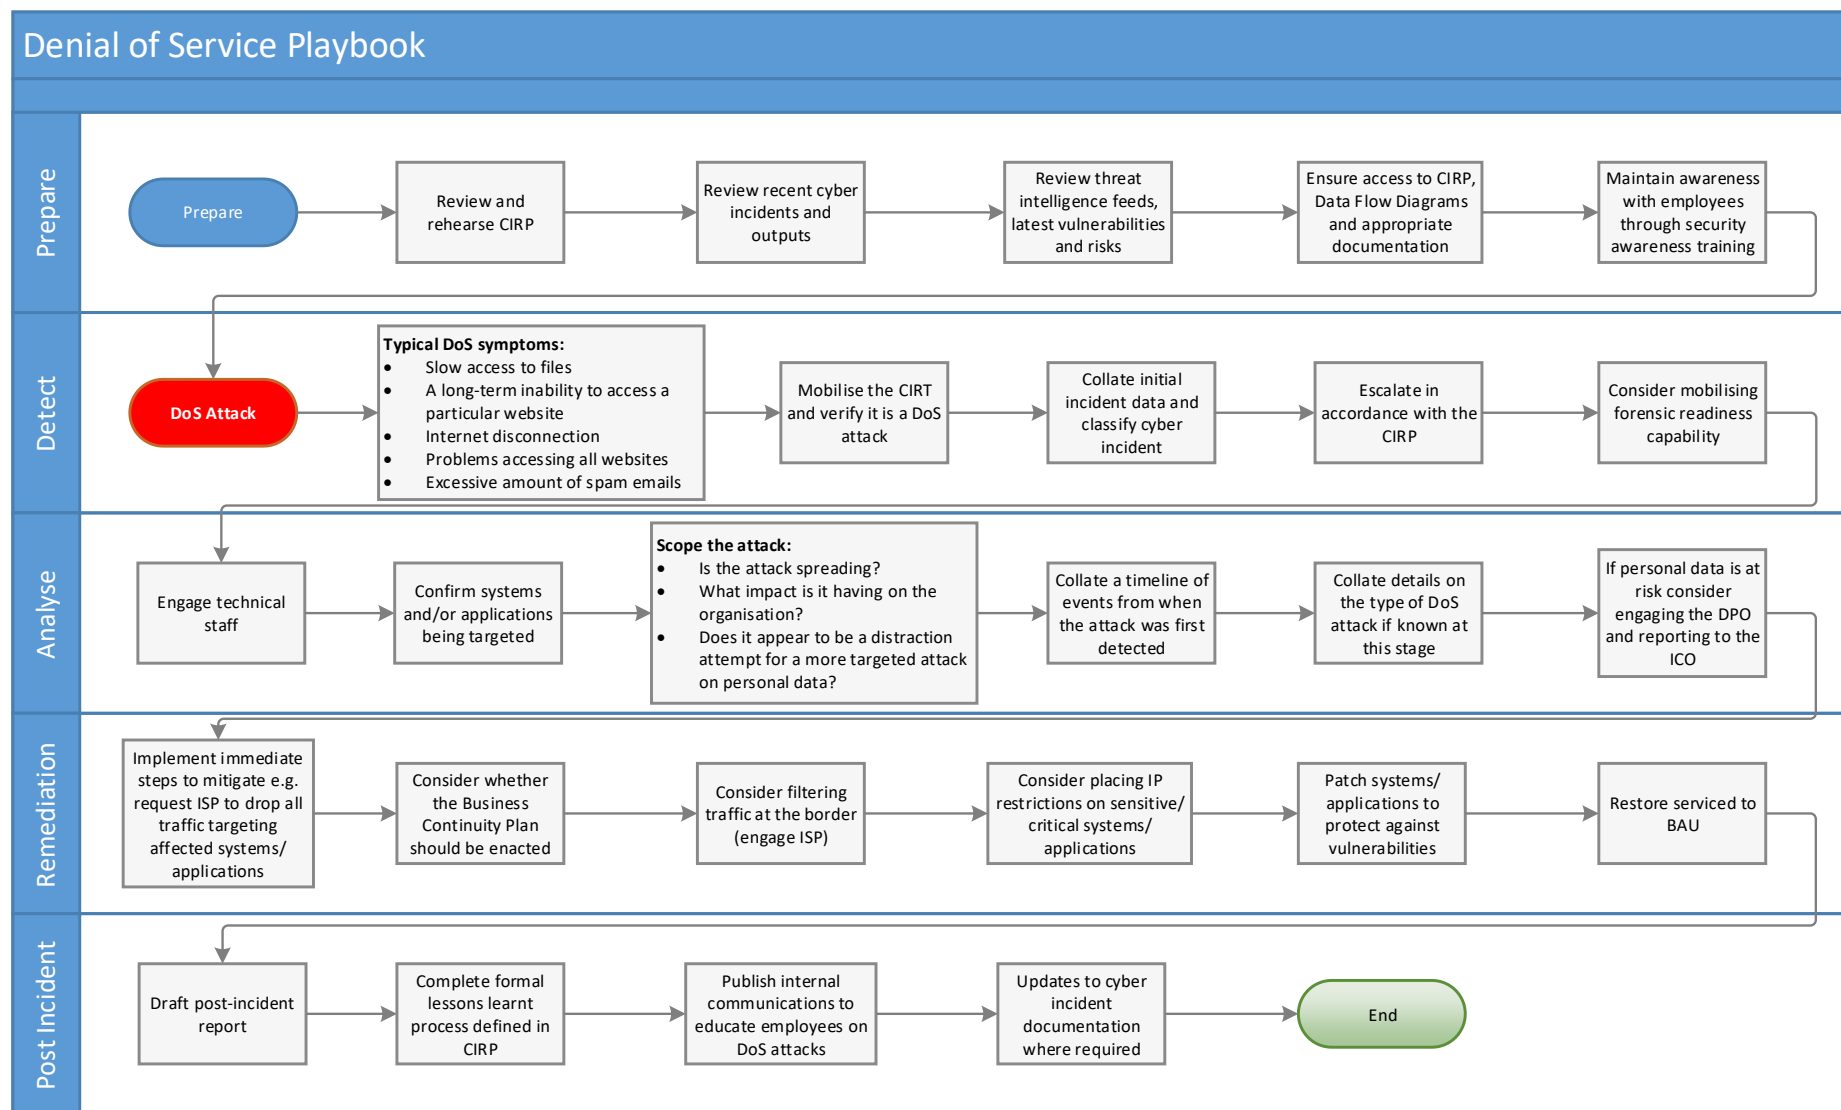 Denial of Service Playbook
Prepare
Prepare
Review and
rehearse CIRP
Review recent cyber
incidents and
outputs
Review threat
intelligence feeds,
latest vulnerabilities
and risks
Ensure access to CIRP,
Data Flow Diagrams
and appropriate
documentation
Maintain awareness
with employees
through security
awareness training
Detect
DoS Attack
Typical DoS symptoms:
• Slow access to files
• A long-term inability to access a
particular website
• Internet disconnection
• Problems accessing all websites
• Excessive amount of spam emails
Mobilise the CIRT
and verify it is a DoS
attack
Collate initial
incident data and
classify cyber
incident
Escalate in
accordance with the
CIRP
Consider mobilising
forensic readiness
capability
Analyse
Engage technical
staff
Confirm systems
and/or applications
being targeted
Scope the attack:
• Is the attack spreading?
• What impact is it having on the
organisation?
• Does it appear to be a distraction
attempt for a more targeted attack
on personal data?
Collate a timeline of
events from when
the attack was first
detected
Collate details on
the type of DoS
attack if known at
this stage
If personal data is at
risk consider
engaging the DPO
and reporting to the
ICO
Remediation
Implement immediate
steps to mitigate e.g.
request ISP to drop all
traffic targeting
affected systems/
applications
Consider whether
the Business
Continuity Plan
should be enacted
Consider filtering
traffic at the border
(engage ISP)
Consider placing IP
restrictions on sensitive/
critical systems/
applications
Patch systems/
applications to
protect against
vulnerabilities
Restore serviced to
BAU
Post Incident
Draft post-incident
report
Complete formal
lessons learnt
process defined in
CIRP
Publish internal
communications to
educate employees on
DoS attacks
Updates to cyber
incident
documentation
where required
End